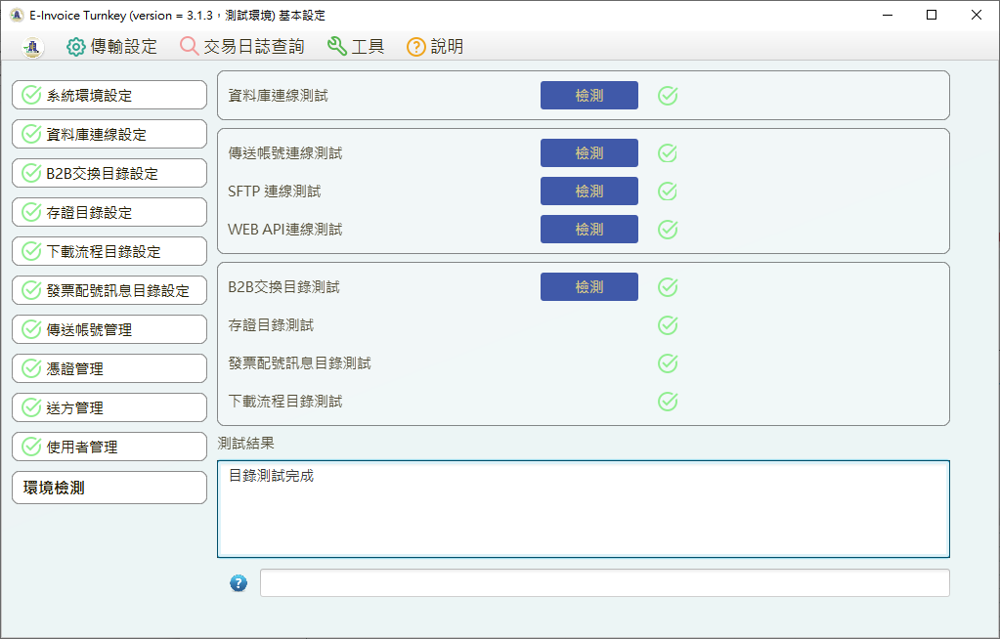 E-Invoice Turnkey (version = 3.1.3，測試環境) 基本設定
傳輸設定 交易日誌查詢 工具 說明
系統環境設定
資料庫連線設定
B2B交換目錄設定
存證目錄設定
下載流程目錄設定
發票配號訊息目錄設定
傳送帳號管理
憑證管理
送方管理
使用者管理
環境檢測
資料庫連線測試 檢測
傳送帳號連線測試 檢測
SFTP 連線測試 檢測
WEB API連線測試 檢測
B2B交換目錄測試 檢測
存證目錄測試
發票配號訊息目錄測試
下載流程目錄測試
測試結果
目錄測試完成
?